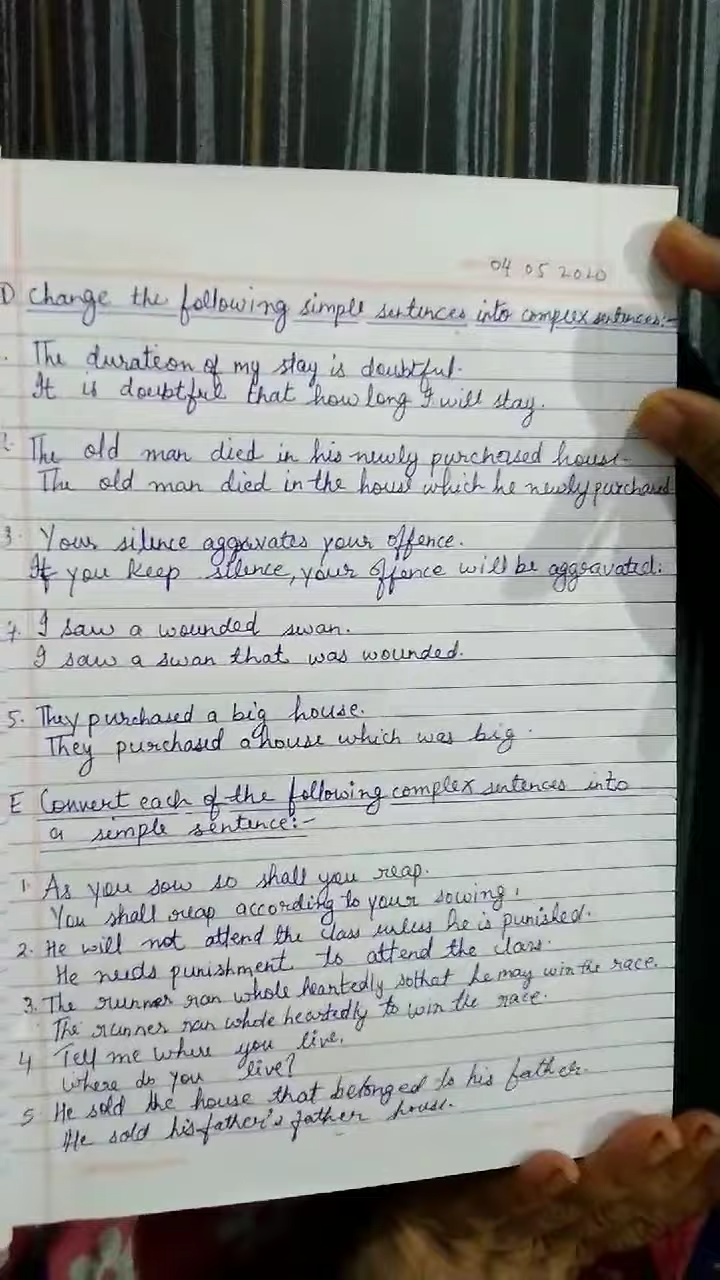 04 05 2020
D Change the following simple sentences into complex sentences:-
. The duration of my stay is doubtful.
It is doubtful that how long I will stay.
2. The old man died in his newly purchased house.
The old man died in the house which he newly purchased
3. Your silence aggravates your offence.
If you keep silence, your offence will be aggravated.
4. I saw a wounded swan.
I saw a swan that was wounded.
5. They purchased a big house.
They purchased a house which was big.
E Convert each of the following complex sentences into
a simple sentence:-
1. As you sow so shall you reap.
You shall reap according to your sowing.
2. He will not attend the class unless he is punished.
He needs punishment to attend the class.
3. The runner ran whole heartedly so that he may win the race.
The runner ran whole heartedly to win the race.
4 Tell me where you live.
Where do you live?
5 He sold the house that belonged to his father.
He sold his father's father house.